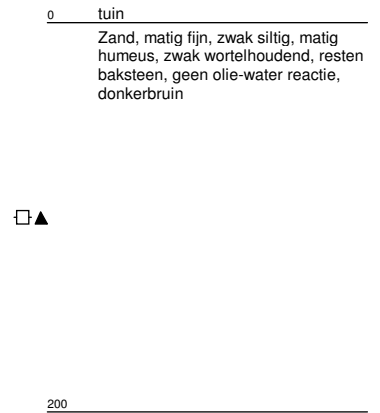 0 tuin
Zand, matig fijn, zwak siltig, matig
humeus, zwak wortelhoudend, resten
baksteen, geen olie-water reactie,
donkerbruin
200